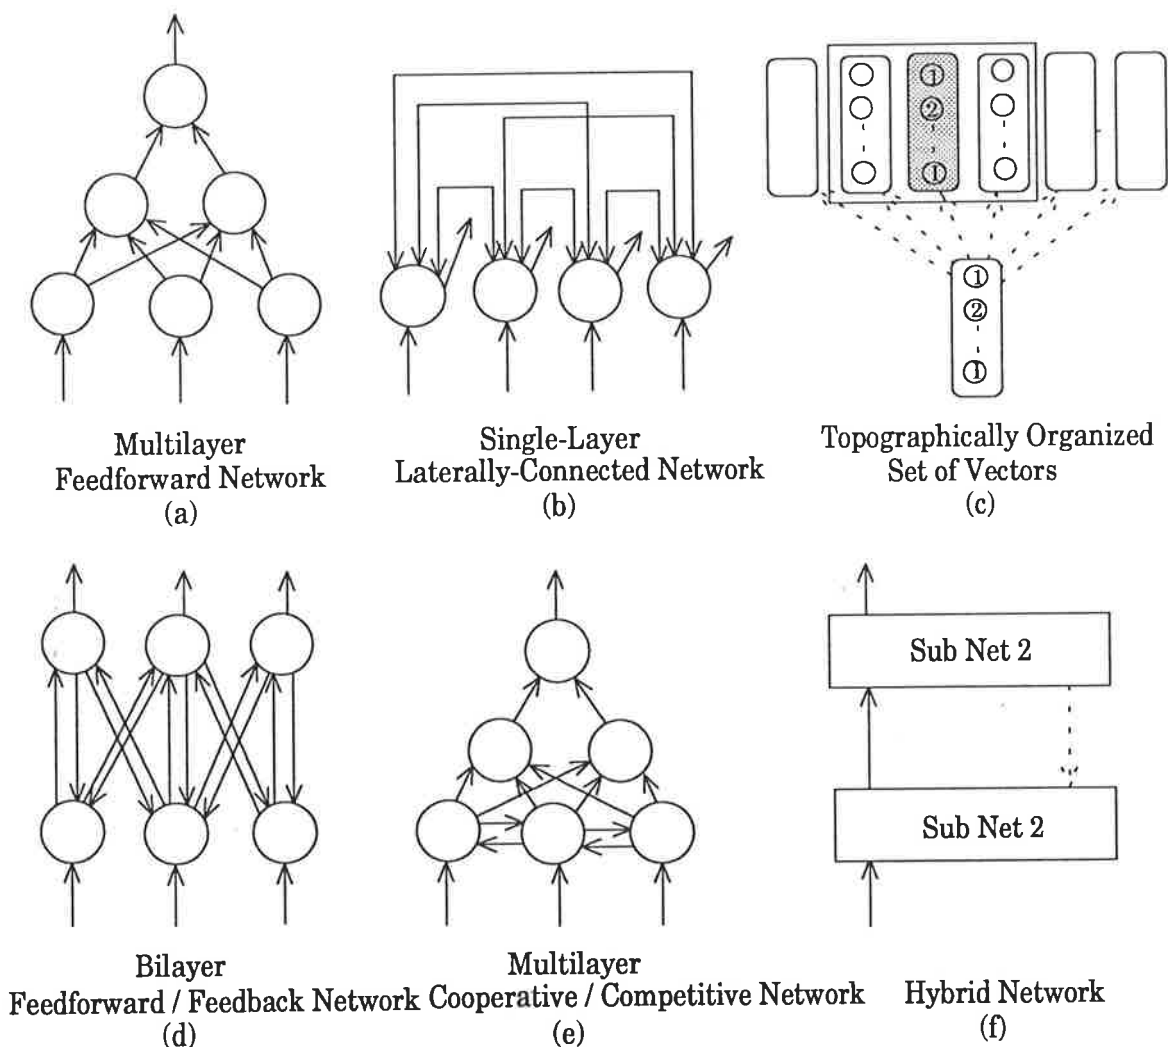 ①
②
①
①
②
①
Multilayer
Feedforward Network
(a)
Single-Layer
Laterally-Connected Network
(b)
Topographically Organized
Set of Vectors
(c)
Sub Net 2
Sub Net 2
Bilayer
Feedforward / Feedback Network
(d)
Multilayer
Cooperative / Competitive Network
(e)
Hybrid Network
(f)